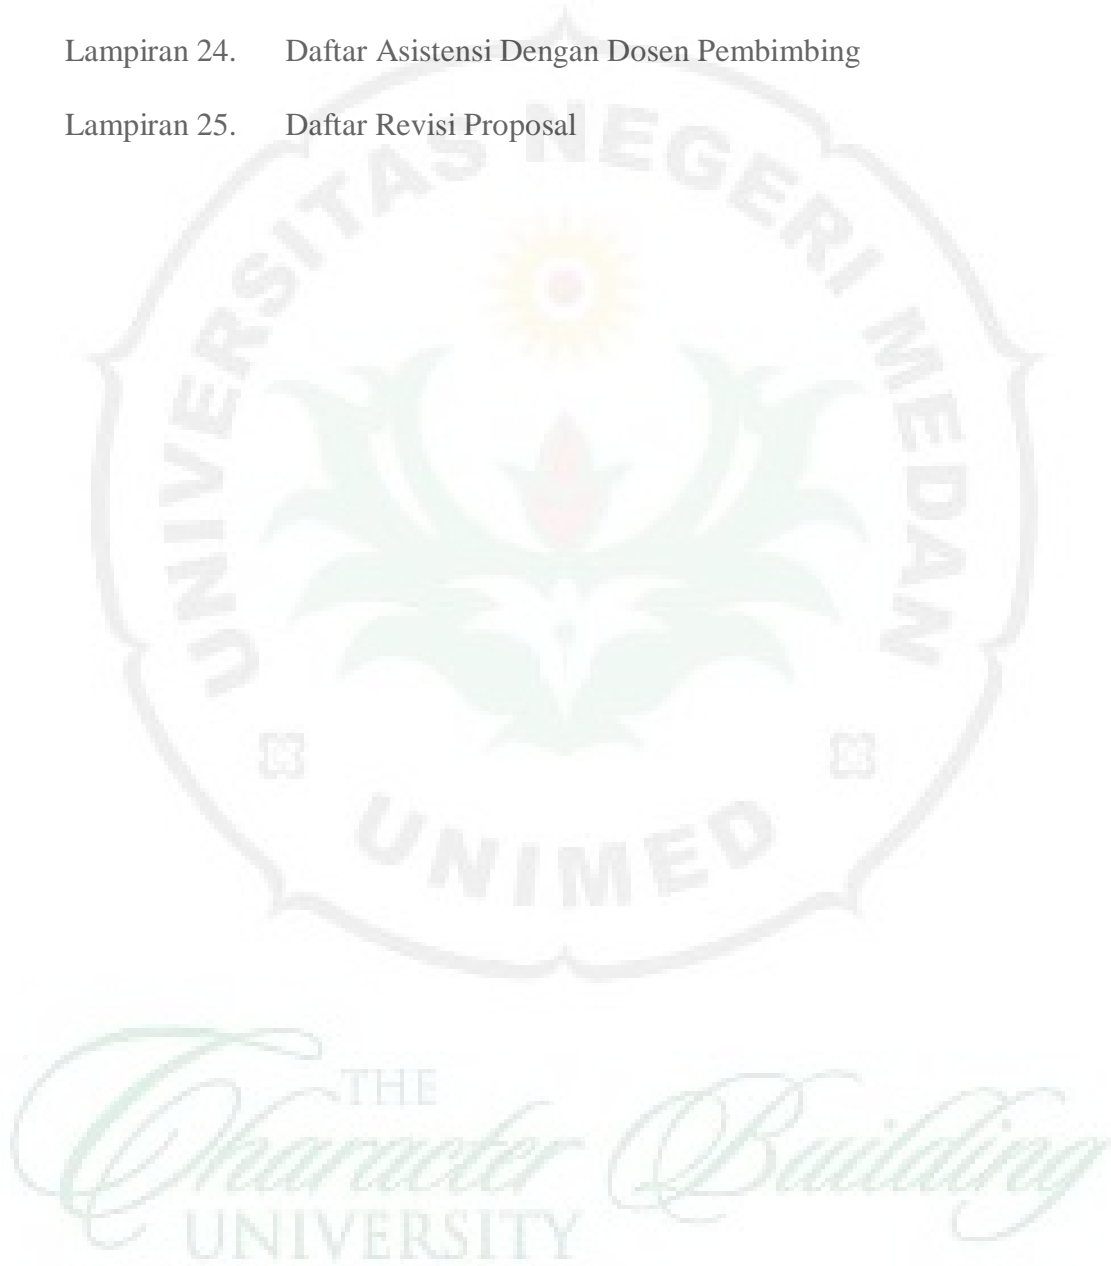 Lampiran 24. Daftar Asistensi Dengan Dosen Pembimbing
Lampiran 25. Daftar Revisi Proposal
UNIVERSITAS NEGERI MEDAN
UNIMED
THE
Character Building
UNIVERSITY